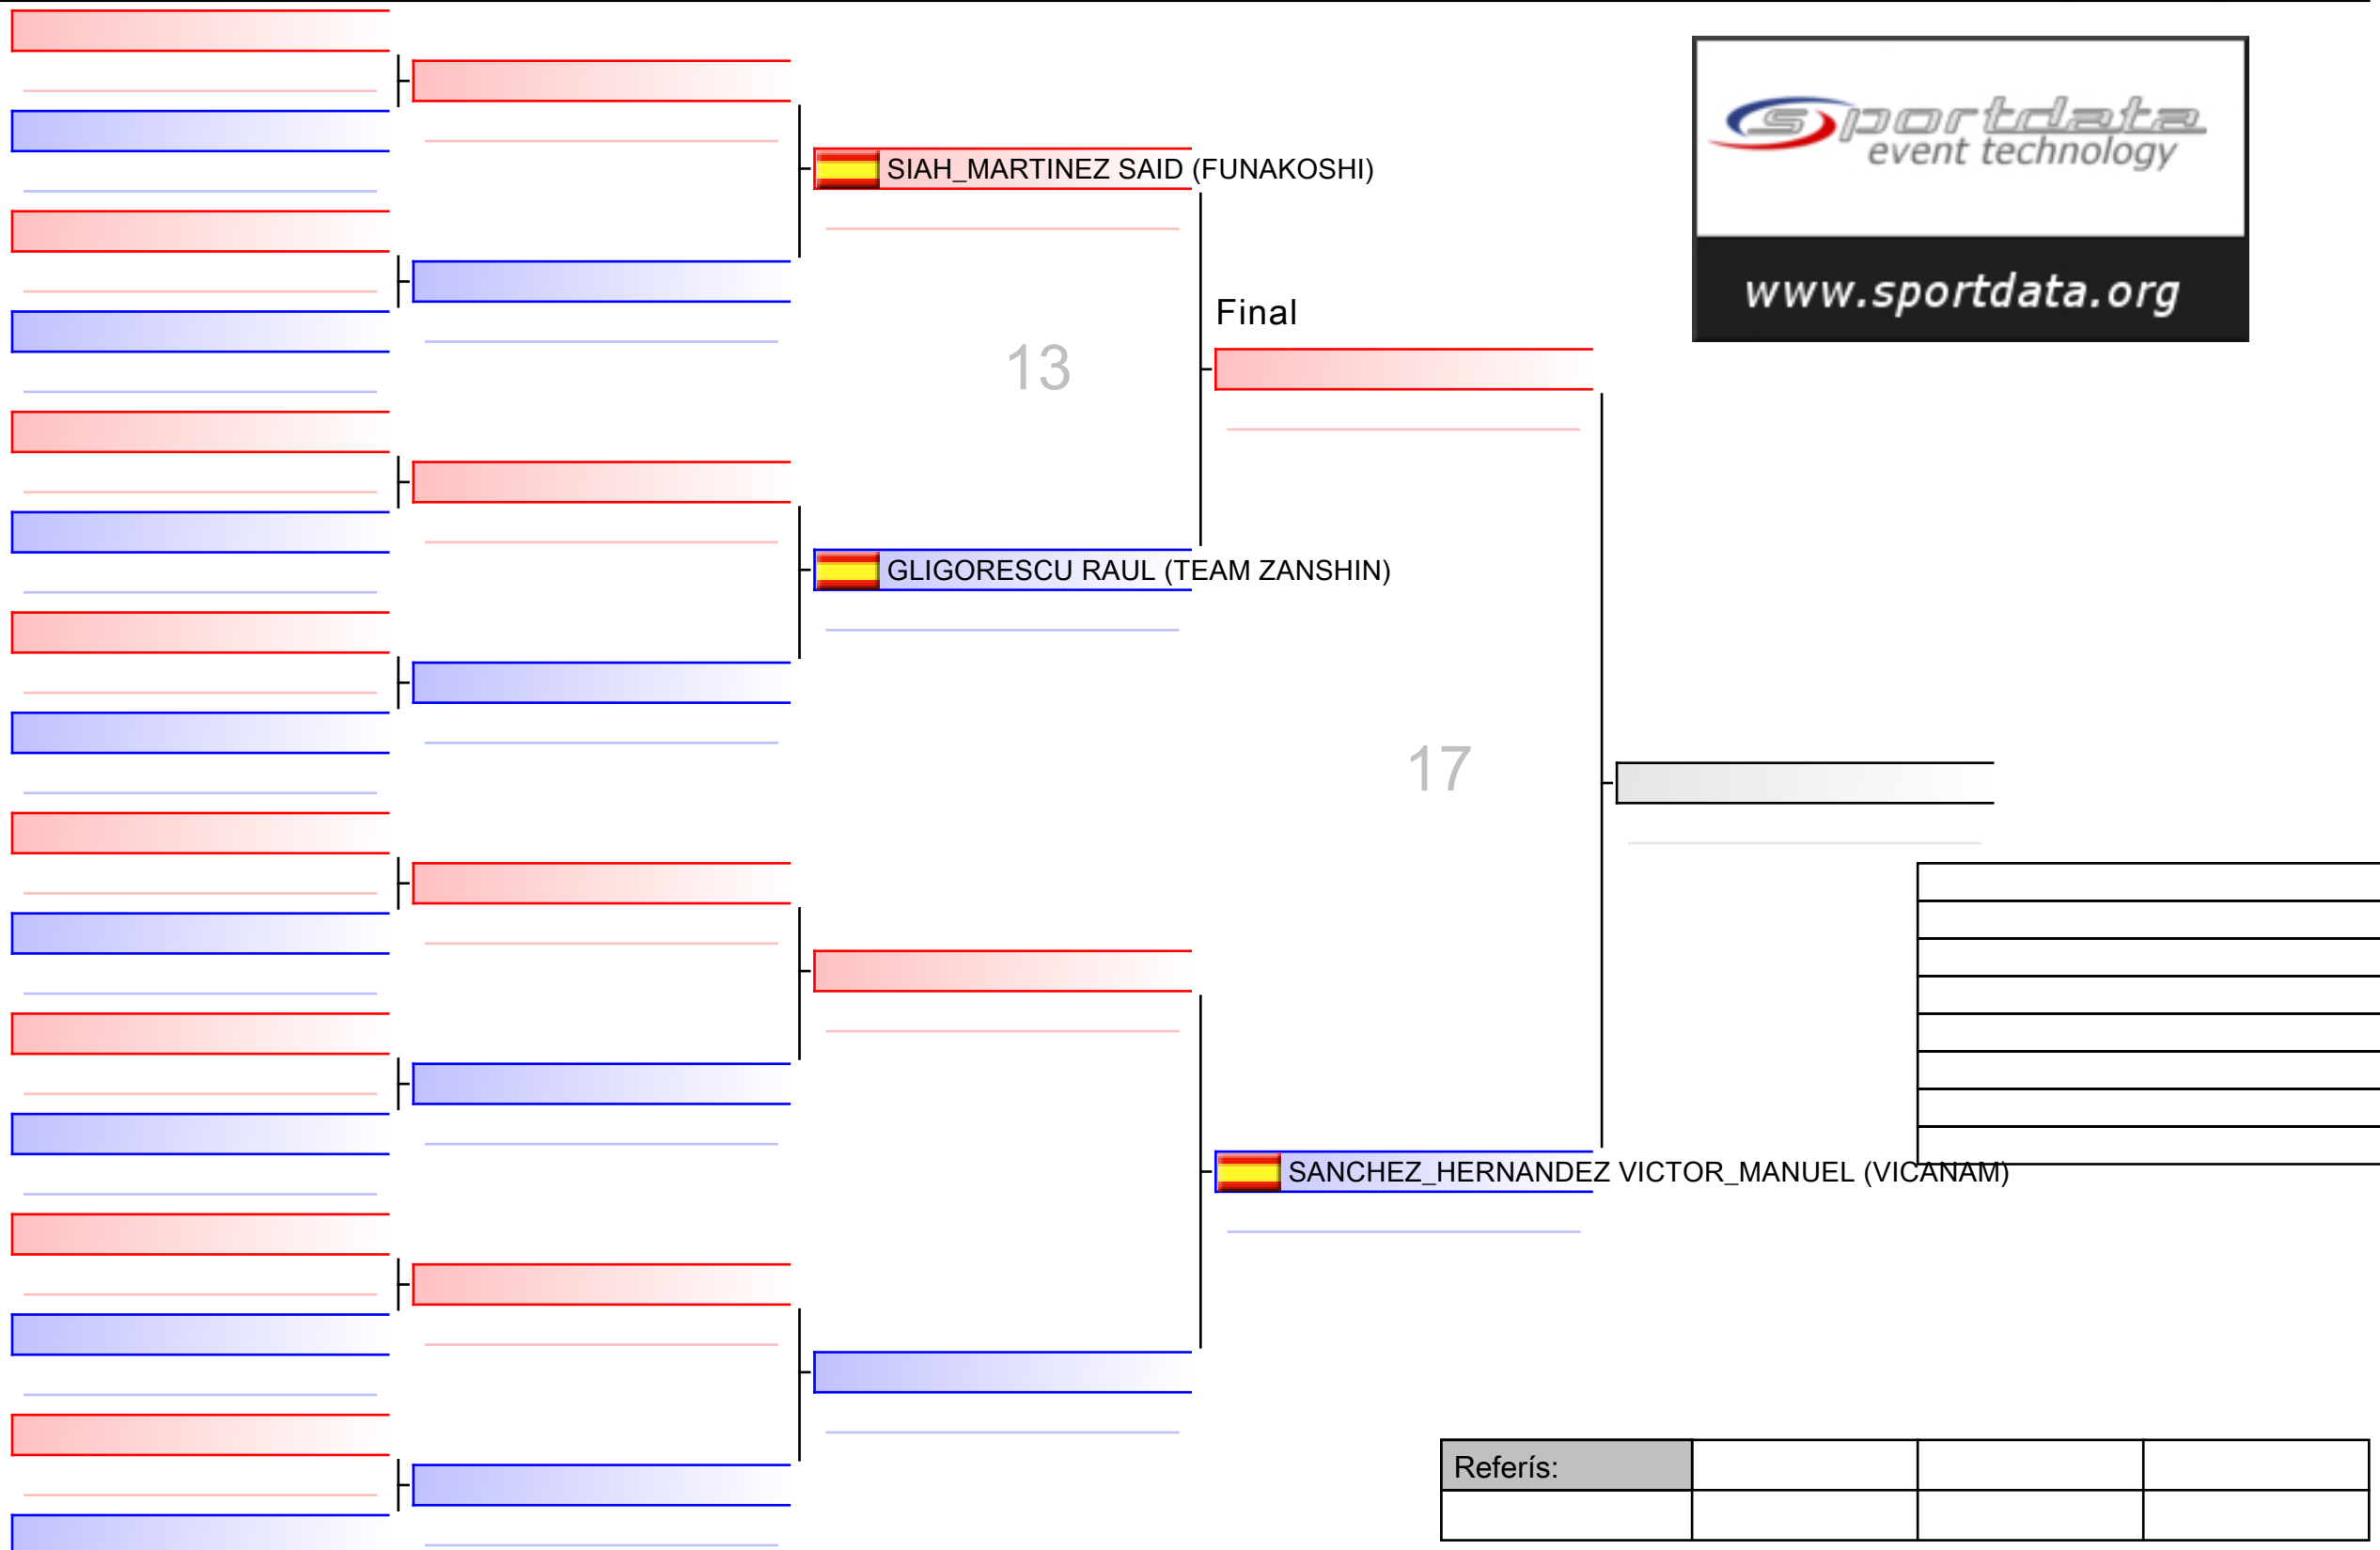 sportdata
event technology
www.sportdata.org
SIAH_MARTINEZ SAID (FUNAKOSHI)
Final
13
GLIGORESCU RAUL (TEAM ZANSHIN)
17
SANCHEZ_HERNANDEZ VICTOR_MANUEL (VICANAM)
Referís: